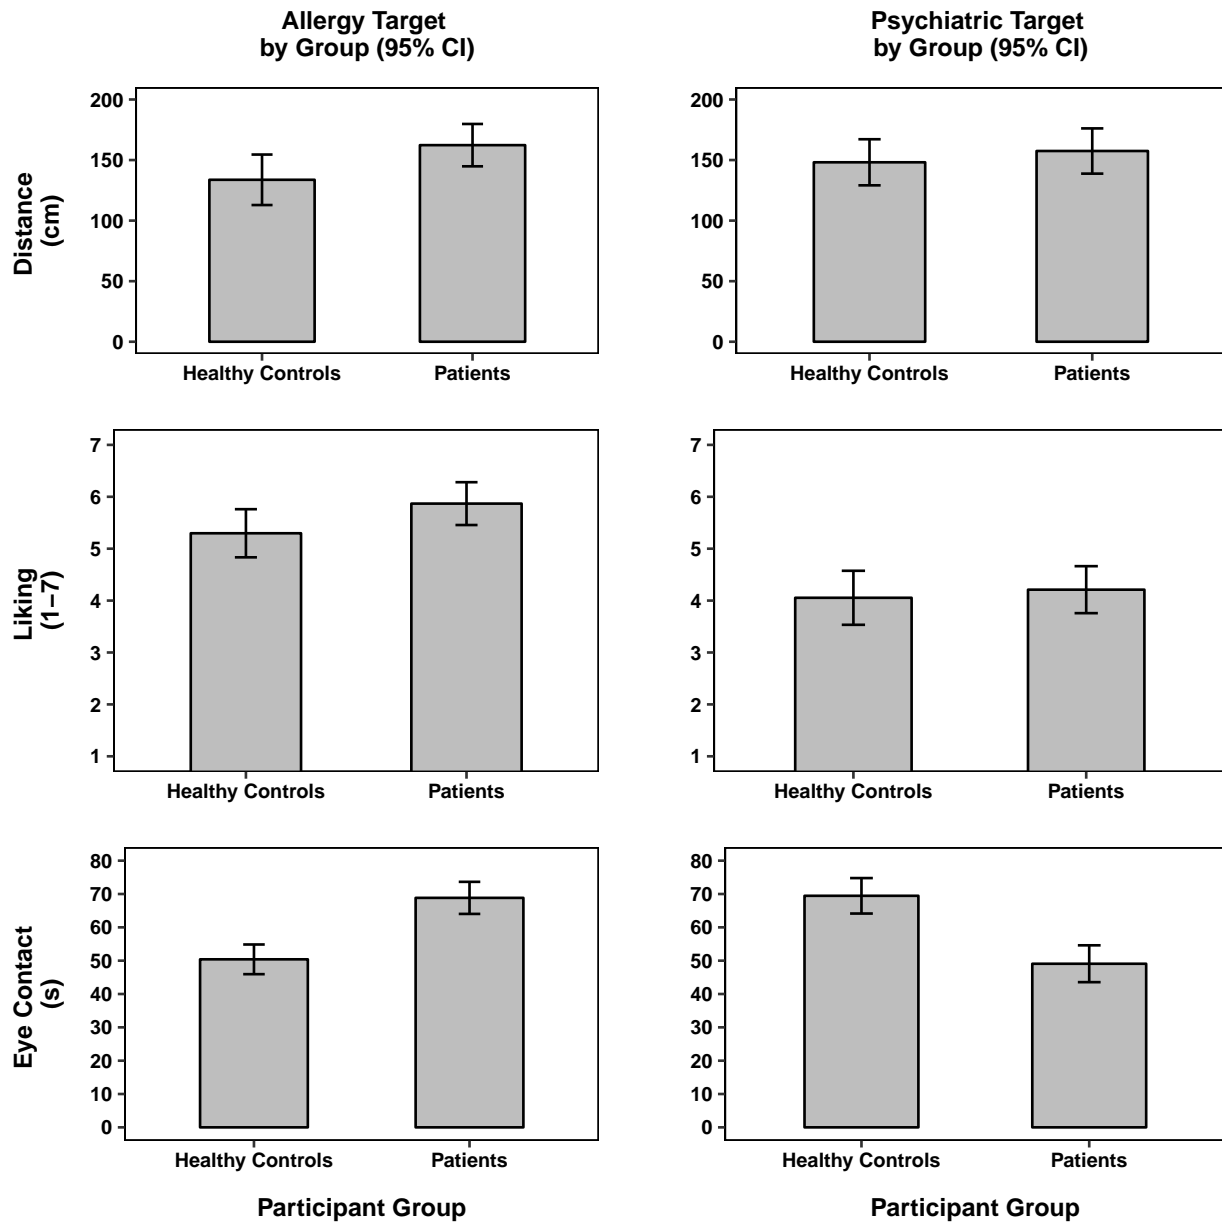 Allergy Target
by Group (95% CI)
Psychiatric Target
by Group (95% CI)
Distance
(cm)
200
150
100
50
0
Healthy Controls
Patients
200
150
100
50
0
Healthy Controls
Patients
Liking
(1−7)
7
6
5
4
3
2
1
Healthy Controls
Patients
7
6
5
4
3
2
1
Healthy Controls
Patients
Eye Contact
(s)
80
70
60
50
40
30
20
10
0
Healthy Controls
Patients
80
70
60
50
40
30
20
10
0
Healthy Controls
Patients
Participant Group
Participant Group